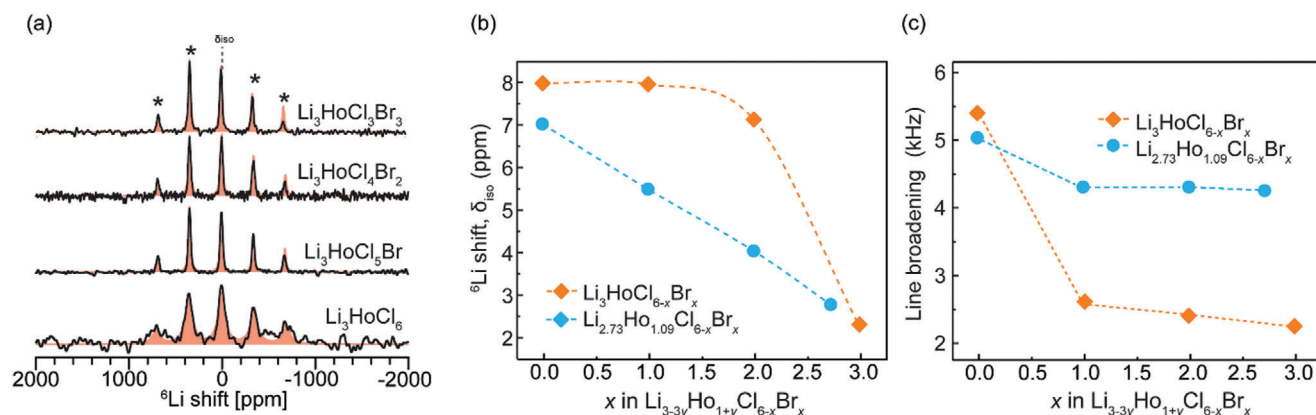 (a)
δiso
*
*
*
*
Li₃HoCl₃Br₃
Li₃HoCl₄Br₂
Li₃HoCl₅Br
Li₃HoCl₆
2000 1000 0 -1000 -2000
⁶Li shift [ppm]
(b)
⁶Li shift, δiso (ppm)
8
7
6
5
4
3
2
Li₃HoCl₆₋ₓBrₓ
Li₂.₇₃Ho₁.₀₉Cl₆₋ₓBrₓ
0.0 0.5 1.0 1.5 2.0 2.5 3.0
x in Li₃₋₃yHo₁₊yCl₆₋ₓBrₓ
(c)
Line broadening (kHz)
6
5
4
3
2
Li₃HoCl₆₋ₓBrₓ
Li₂.₇₃Ho₁.₀₉Cl₆₋ₓBrₓ
0.0 0.5 1.0 1.5 2.0 2.5 3.0
x in Li₃₋₃yHo₁₊yCl₆₋ₓBrₓ